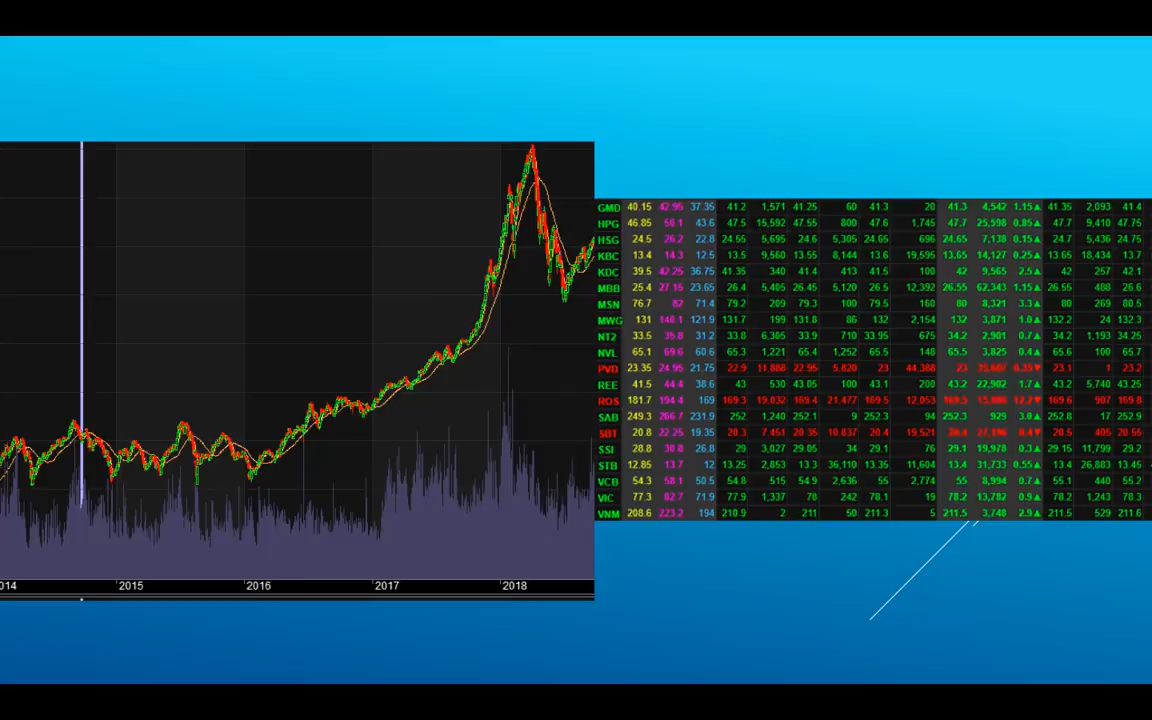 014 2015 2016 2017 2018
GMD 40.15 42.95 37.35 41.2 1,571 41.25 60 41.3 20 41.3 4,542 1.15▲ 41.35 2,093 41.4
HPG 46.85 50.1 43.6 47.5 15,592 47.55 800 47.6 1,745 47.7 25,598 0.85▲ 47.7 9,410 47.75
HSG 24.5 26.2 22.8 24.55 5,695 24.6 5,305 24.65 696 24.65 7,138 0.15▲ 24.7 5,436 24.75
KBC 13.4 14.3 12.5 13.5 9,560 13.55 8,144 13.6 19,595 13.65 14,127 0.25▲ 13.65 18,434 13.7
KDC 39.5 42.25 36.75 41.35 340 41.4 413 41.5 100 42 9,565 2.5▲ 42 257 42.1
MBB 25.4 27.15 23.65 26.4 5,405 26.45 5,120 26.5 12,392 26.55 62,343 1.15▲ 26.55 488 26.6
MSN 76.7 82 71.4 79.2 209 79.3 100 79.5 160 80 8,321 3.3▲ 80 269 80.5
MWG 131 140.1 121.9 131.7 199 131.8 86 132 2,154 132 3,871 1.0▲ 132.2 24 132.3
NT2 33.5 35.8 31.2 33.8 6,305 33.9 710 33.95 675 34.2 2,901 0.7▲ 34.2 1,193 34.25
NVL 65.1 69.6 60.6 65.3 1,221 65.4 1,252 65.5 148 65.5 3,825 0.4▲ 65.6 100 65.7
PVD 23.35 24.95 21.75 22.9 11,888 22.95 5,820 23 44,388 23 0.35▼ 23.1 1 23.2
REE 41.5 44.4 38.6 43 530 43.05 100 43.1 200 43.2 22,902 1.7▲ 43.2 5,740 43.25
ROS 181.7 194.4 169 169.3 19,032 169.4 21,477 169.5 12,053 169.5 12.2▼ 169.6 907 169.8
SAB 249.3 266.7 231.9 252 1,240 252.1 9 252.3 94 252.3 929 3.0▲ 252.8 17 252.9
SBT 20.8 22.25 19.35 20.3 7,451 20.35 10,837 20.4 19,521 20.4 0.4▼ 20.5 405 20.55
SSI 28.8 30.8 26.8 29 3,027 29.05 34 29.1 76 29.1 19,978 0.3▲ 29.15 11,799 29.2
STB 12.85 13.7 12 13.25 2,853 13.3 36,110 13.35 11,604 13.4 31,733 0.55▲ 13.4 26,883 13.45
VCB 54.3 58.1 50.5 54.8 515 54.9 2,636 55 2,774 55 8,994 0.7▲ 55.1 440 55.2
VIC 77.3 82.7 71.9 77.9 1,337 78 242 78.1 19 78.2 13,782 0.9▲ 78.2 1,243 78.3
VNM 208.6 223.2 194 210.9 2 211 50 211.3 5 211.5 3,748 2.9▲ 211.5 529 211.6